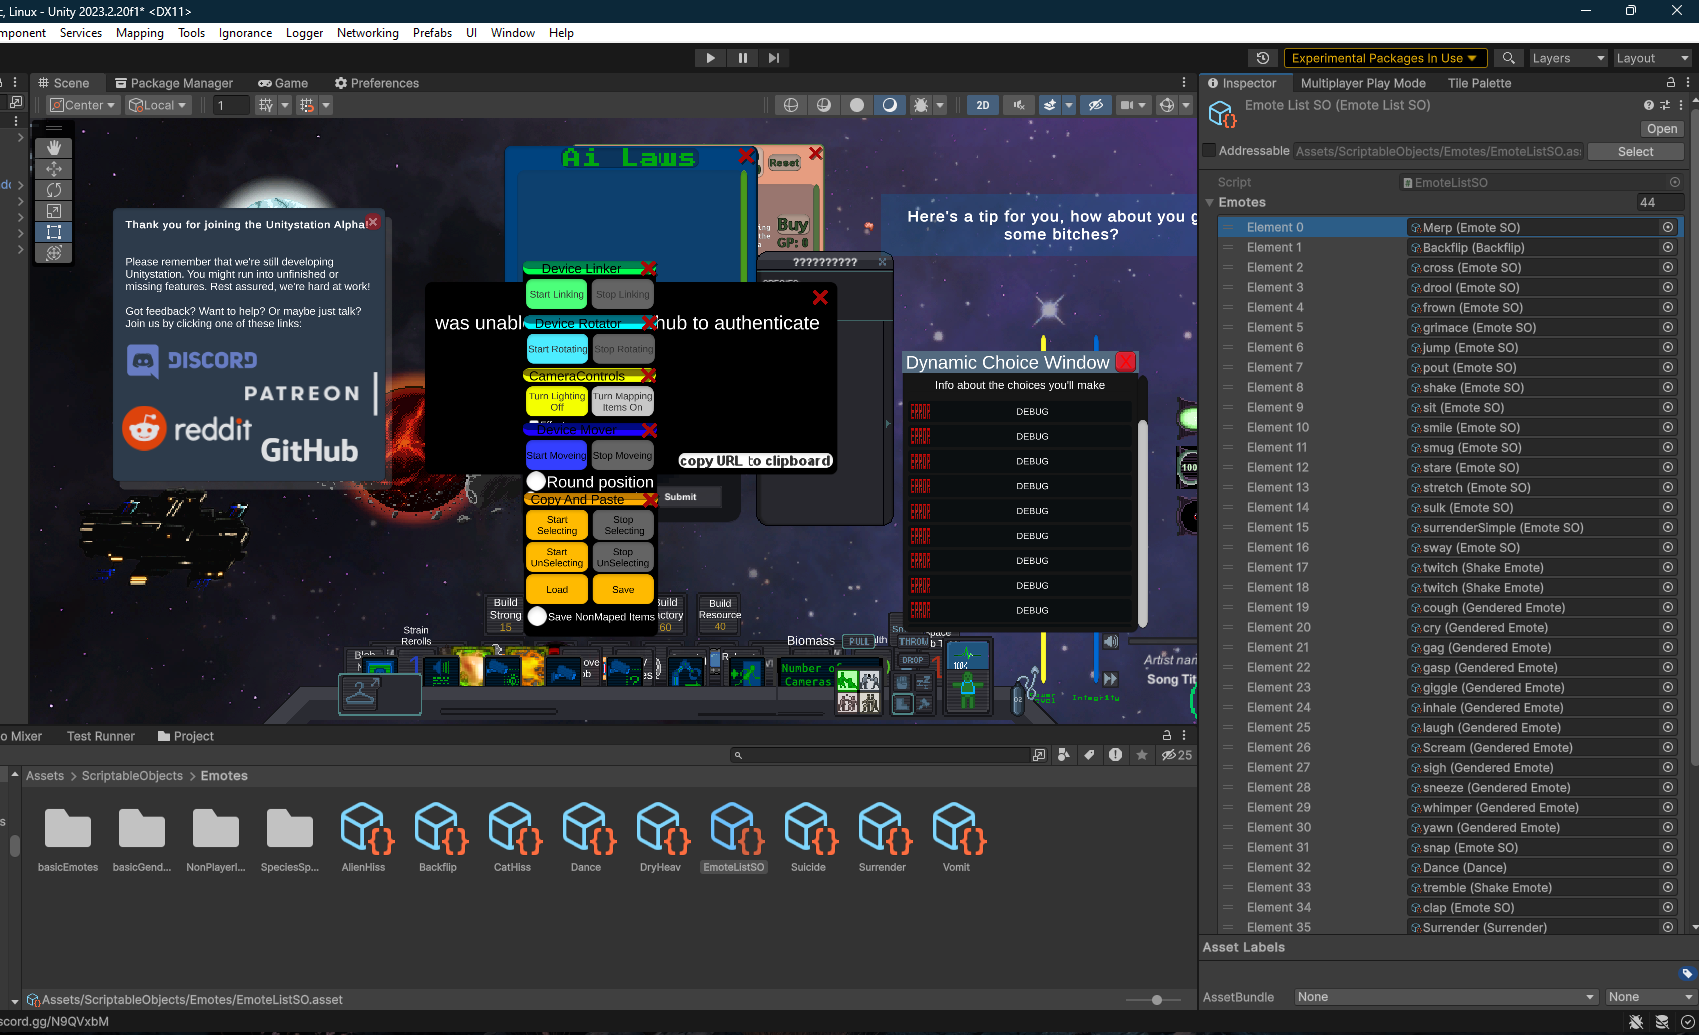 c, Linux - Unity 2023.2.20f1* <DX11>
mponent Services Mapping Tools Ignorance Logger Networking Prefabs UI Window Help
Experimental Packages In Use Layers Layout
Scene Package Manager Game Preferences
Center Local 1 2D
Thank you for joining the Unitystation Alpha!
Please remember that we're still developing
Unitystation. You might run into unfinished or
missing features. Rest assured, we're hard at work!
Got feedback? Want to help? Or maybe just talk?
Join us by clicking one of these links:
DISCORD
PATREON
reddit
GitHub
Ai Laws
Reset
Buy
GP: 8
Here's a tip for you, how about you g
some bitches?
??????????
was unabl
hub to authenticate
copy URL to clipboard
Submit
Device Linker
Start Linking Stop Linking
Device Rotator
Start Rotating Stop Rotating
CameraControls
Turn Lighting Off
Turn Mapping Items On
Device Mover
Start Moveing Stop Moveing
Round position
Copy And Paste
Start Selecting
Stop Selecting
Start UnSelecting
Stop UnSelecting
Load Save
Save NonMaped Items
Dynamic Choice Window
Info about the choices you'll make
ERROR DEBUG
ERROR DEBUG
ERROR DEBUG
ERROR DEBUG
ERROR DEBUG
ERROR DEBUG
ERROR DEBUG
ERROR DEBUG
ERROR DEBUG
Build Strong 15
60
Build Resource 40
Strain Rerolls
Biomass
PULL
THROW
DROP
Number of
Cameras
100%
O2
Integrity
Artist nan
Song Tit
Inspector Multiplayer Play Mode Tile Palette
Emote List SO (Emote List SO)
Open
Addressable Assets/ScriptableObjects/Emotes/EmoteListSO.as Select
Script EmoteListSO
Emotes 44
Element 0 Merp (Emote SO)
Element 1 Backflip (Backflip)
Element 2 cross (Emote SO)
Element 3 drool (Emote SO)
Element 4 frown (Emote SO)
Element 5 grimace (Emote SO)
Element 6 jump (Emote SO)
Element 7 pout (Emote SO)
Element 8 shake (Emote SO)
Element 9 sit (Emote SO)
Element 10 smile (Emote SO)
Element 11 smug (Emote SO)
Element 12 stare (Emote SO)
Element 13 stretch (Emote SO)
Element 14 sulk (Emote SO)
Element 15 surrenderSimple (Emote SO)
Element 16 sway (Emote SO)
Element 17 twitch (Shake Emote)
Element 18 twitch (Shake Emote)
Element 19 cough (Gendered Emote)
Element 20 cry (Gendered Emote)
Element 21 gag (Gendered Emote)
Element 22 gasp (Gendered Emote)
Element 23 giggle (Gendered Emote)
Element 24 inhale (Gendered Emote)
Element 25 laugh (Gendered Emote)
Element 26 Scream (Gendered Emote)
Element 27 sigh (Gendered Emote)
Element 28 sneeze (Gendered Emote)
Element 29 whimper (Gendered Emote)
Element 30 yawn (Gendered Emote)
Element 31 snap (Emote SO)
Element 32 Dance (Dance)
Element 33 tremble (Shake Emote)
Element 34 clap (Emote SO)
Element 35 Surrender (Surrender)
Asset Labels
AssetBundle None None
o Mixer Test Runner Project
25
Assets > ScriptableObjects > Emotes
basicEmotes basicGend... NonPlayerI... SpeciesSp... AlienHiss Backflip CatHiss Dance DryHeav EmoteListSO Suicide Surrender Vomit
Assets/ScriptableObjects/Emotes/EmoteListSO.asset
scord.gg/N9QVxbM